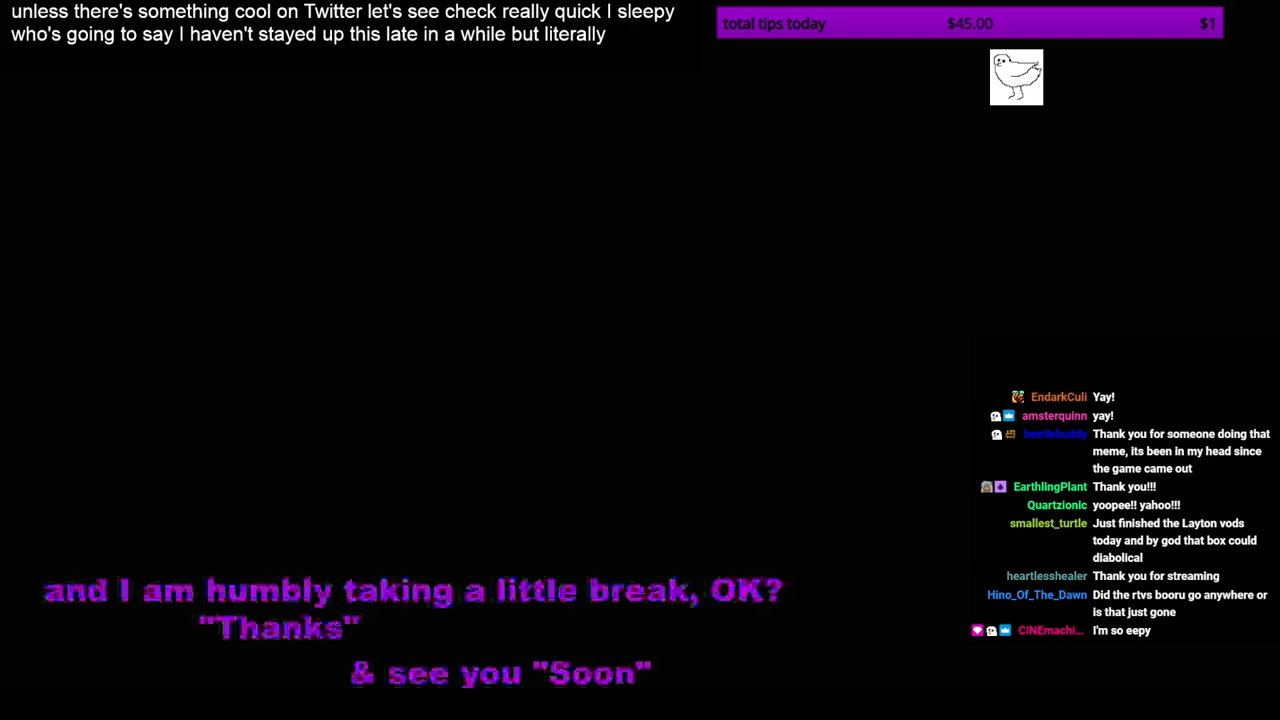 unless there's something cool on Twitter let's see check really quick I sleepy
who's going to say I haven't stayed up this late in a while but literally
total tips today $45.00 $1
EndarkCuli Yay!
amsterquinn yay!
beetlebuddy Thank you for someone doing that
meme, its been in my head since
the game came out
EarthlingPlant Thank you!!!
Quartzionic yoopee!! yahoo!!!
smallest_turtle Just finished the Layton vods
today and by god that box could
diabolical
heartlesshealer Thank you for streaming
Hino_Of_The_Dawn Did the rtvs booru go anywhere or
is that just gone
CINEmachi... I'm so eepy
and I am humbly taking a little break, OK?
"Thanks"
& see you "Soon"